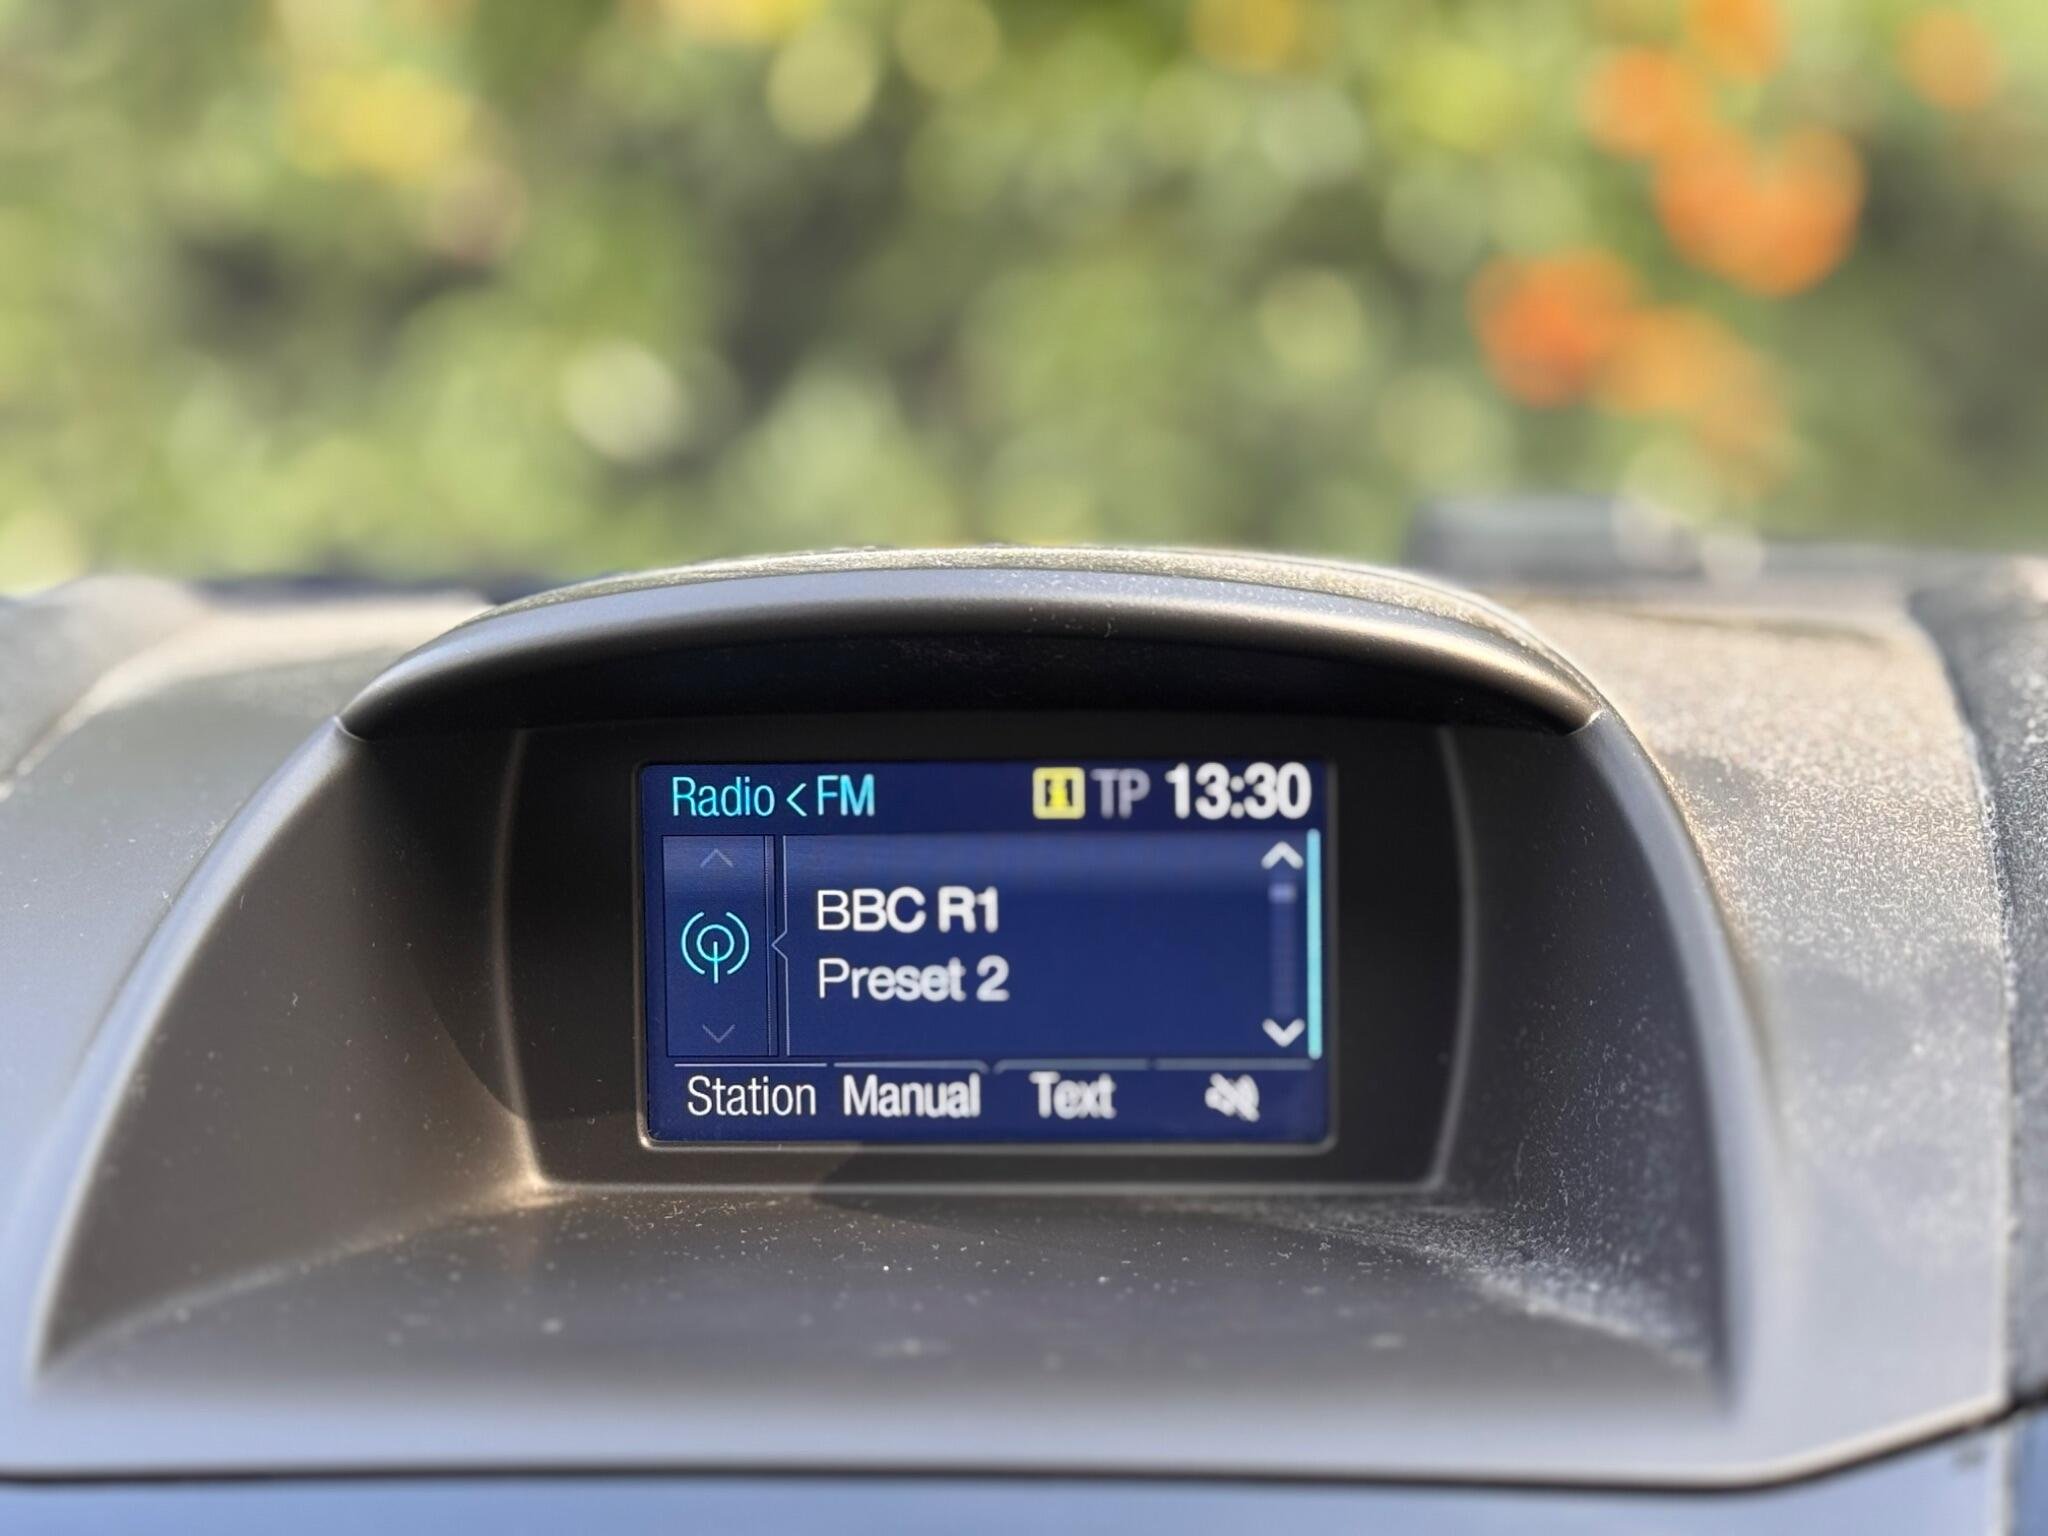 Radio < FM TP 13:30
BBC R1
Preset 2
Station Manual Text